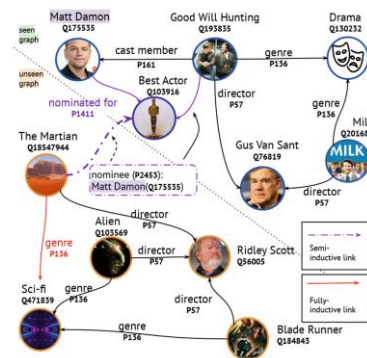 seen
graph
unseen
graph
Matt Damon
Q175535
Good Will Hunting
Q193835
Drama
Q130232
cast member
P161
genre
P136
Best Actor
Q103916
nominated for
P1411
director
P57
genre
P136
Milk
Q20168
MILK
The Martian
Q18547944
nominee (P2453):
Matt Damon(Q175535)
Gus Van Sant
Q76819
director
P57
Alien
Q103569
director
P57
director
P57
Ridley Scott
Q56005
genre
P136
Sci-fi
Q471839
genre
P136
director
P57
genre
P136
Blade Runner
Q184843
Semi-
inductive link
Fully-
inductive link